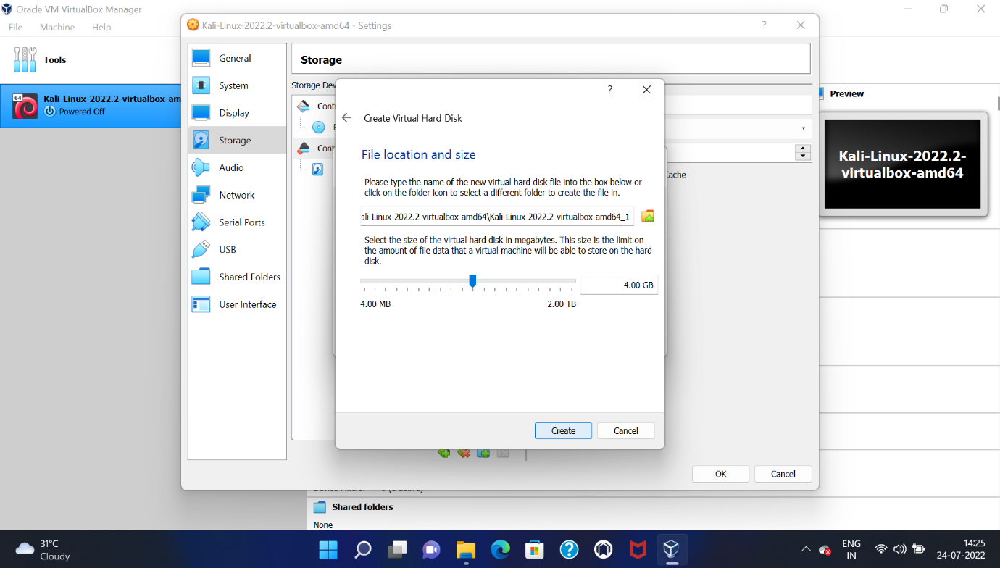 Oracle VM VirtualBox Manager
File Machine Help
Tools
64
Kali-Linux-2022.2-virtualbox-am
Powered Off
Kali-Linux-2022.2-virtualbox-amd64 - Settings
?
General
System
Display
Storage
Audio
Network
Serial Ports
USB
Shared Folders
User Interface
Storage
Storage Dev
Cont
Cont
?
Create Virtual Hard Disk
File location and size
Please type the name of the new virtual hard disk file into the box below or
click on the folder icon to select a different folder to create the file in.
ali-Linux-2022.2-virtualbox-amd64\Kali-Linux-2022.2-virtualbox-amd64_1
Select the size of the virtual hard disk in megabytes. This size is the limit on
the amount of file data that a virtual machine will be able to store on the hard
disk.
4.00 GB
4.00 MB
2.00 TB
Create
Cancel
Cache
OK
Cancel
Preview
Kali-Linux-2022.2-
virtualbox-amd64
Shared folders
None
31°C
Cloudy
ENG
IN
14:25
24-07-2022